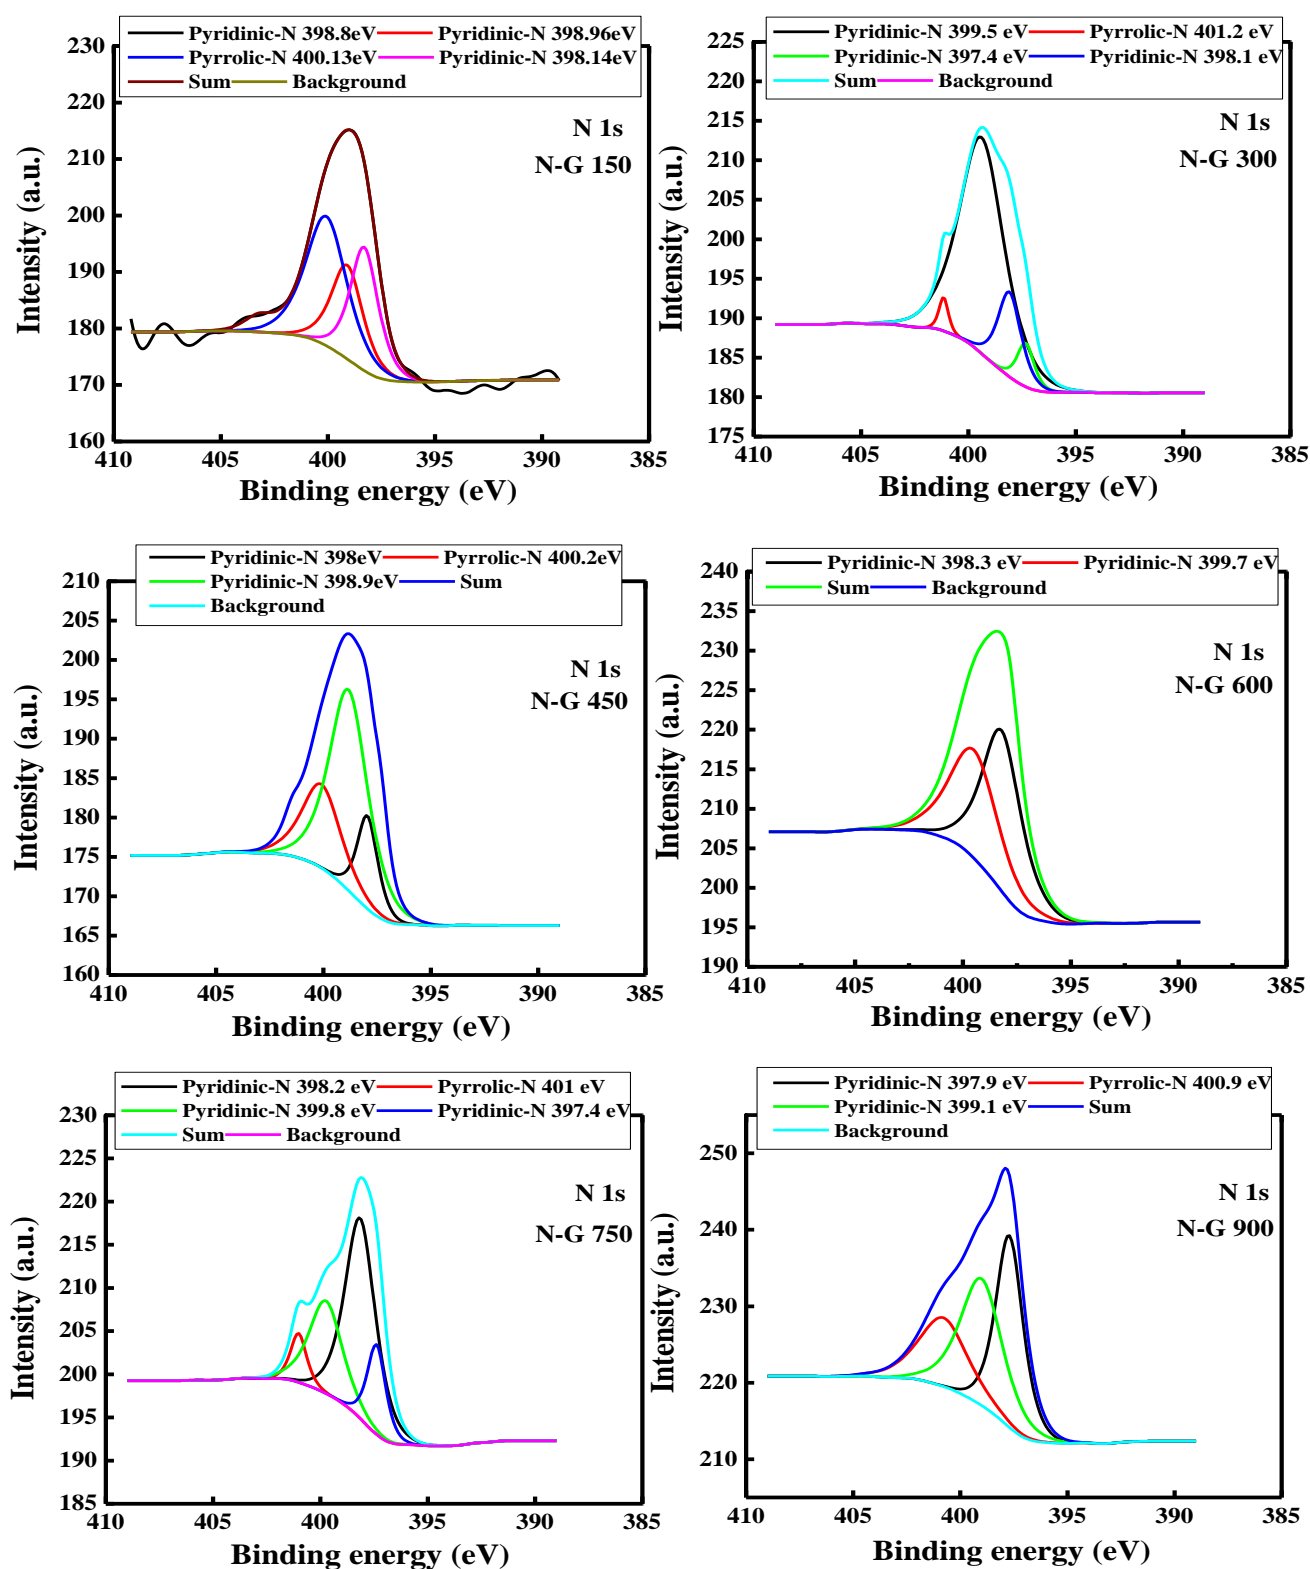 Pyridinic-N 398.8eV Pyridinic-N 398.96eV
Pyrrolic-N 400.13eV Pyridinic-N 398.14eV
Sum Background
230
220
210
200
190
180
170
160
410 405 400 395 390 385
Intensity (a.u.)
Binding energy (eV)
N 1s
N-G 150
Pyridinic-N 399.5 eV Pyrrolic-N 401.2 eV
Pyridinic-N 397.4 eV Pyridinic-N 398.1 eV
Sum Background
225
220
215
210
205
200
195
190
185
180
175
410 405 400 395 390 385
Intensity (a.u.)
Binding energy (eV)
N 1s
N-G 300
Pyridinic-N 398eV Pyrrolic-N 400.2eV
Pyridinic-N 398.9eV Sum
Background
210
205
200
195
190
185
180
175
170
165
160
410 405 400 395 390 385
Intensity (a.u.)
Binding energy (eV)
N 1s
N-G 450
Pyridinic-N 398.3 eV Pyridinic-N 399.7 eV
Sum Background
240
235
230
225
220
215
210
205
200
195
190
410 405 400 395 390 385
Intensity (a.u.)
Binding energy (eV)
N 1s
N-G 600
Pyridinic-N 398.2 eV Pyrrolic-N 401 eV
Pyridinic-N 399.8 eV Pyridinic-N 397.4 eV
Sum Background
230
225
220
215
210
205
200
195
190
185
410 405 400 395 390 385
Intensity (a.u.)
Binding energy (eV)
N 1s
N-G 750
Pyridinic-N 397.9 eV Pyrrolic-N 400.9 eV
Pyridinic-N 399.1 eV Sum
Background
250
240
230
220
210
410 405 400 395 390 385
Intensity (a.u.)
Binding energy (eV)
N 1s
N-G 900